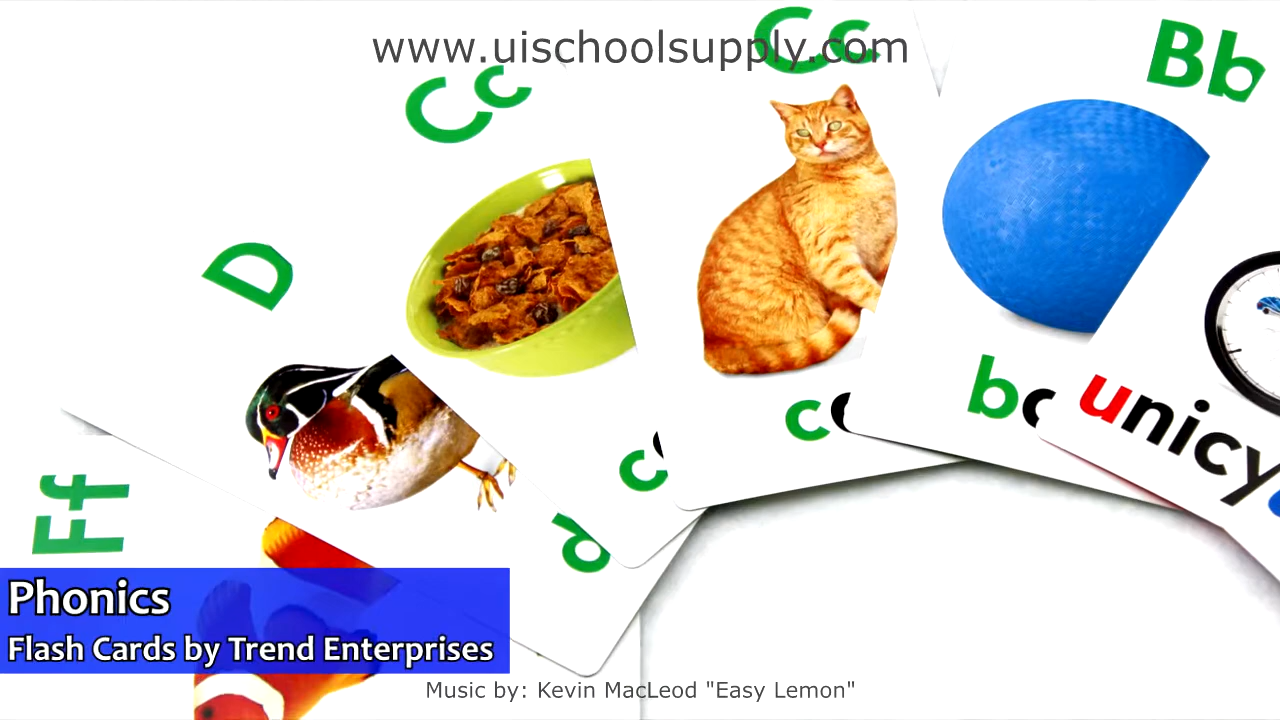 www.uischoolsupply.com
Cc
Cc
Bb
D
Ff
Phonics
Flash Cards by Trend Enterprises
Music by: Kevin MacLeod "Easy Lemon"